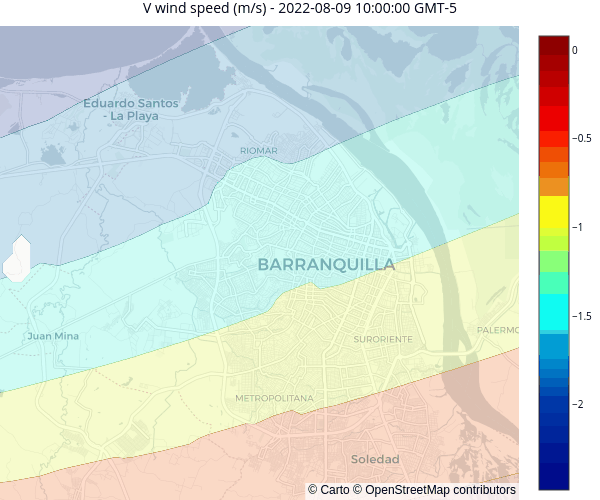 V wind speed (m/s) - 2022-08-09 10:00:00 GMT-5
Eduardo Santos
- La Playa
RIOMAR
BARRANQUILLA
Juan Mina
SURORIENTE
PALERMO
METROPOLITANA
Soledad
© Carto © OpenStreetMap contributors
0
−0.5
−1
−1.5
−2